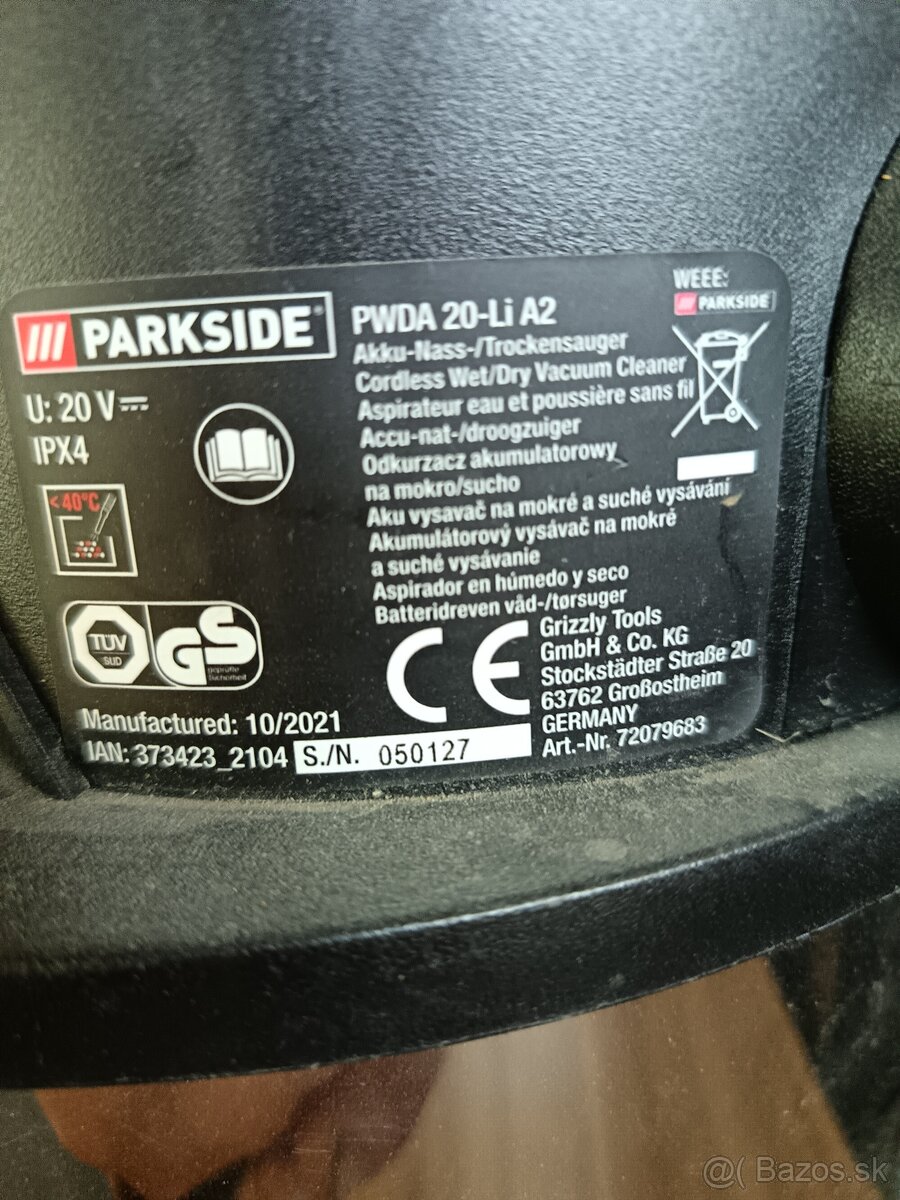 PARKSIDE®
U: 20 V
IPX4
< 40°C
TÜV
SÜD
GS
geprüfte
Sicherheit
Manufactured: 10/2021
IAN: 373423_2104
S./N. 050127
PWDA 20-Li A2
Akku-Nass-/Trockensauger
Cordless Wet/Dry Vacuum Cleaner
Aspirateur eau et poussière sans fil
Accu-nat-/droogzuiger
Odkurzacz akumulatorowy
na mokro/sucho
Aku vysavač na mokré a suché vysávání
Akumulátorový vysávač na mokré
a suché vysávanie
Aspirador en húmedo y seco
Batteridreven våd-/tørsuger
CE
Grizzly Tools
GmbH & Co. KG
Stockstädter Straße 20
63762 Großostheim
GERMANY
Art.-Nr. 72079683
WEEE:
PARKSIDE
@( Bazos.sk